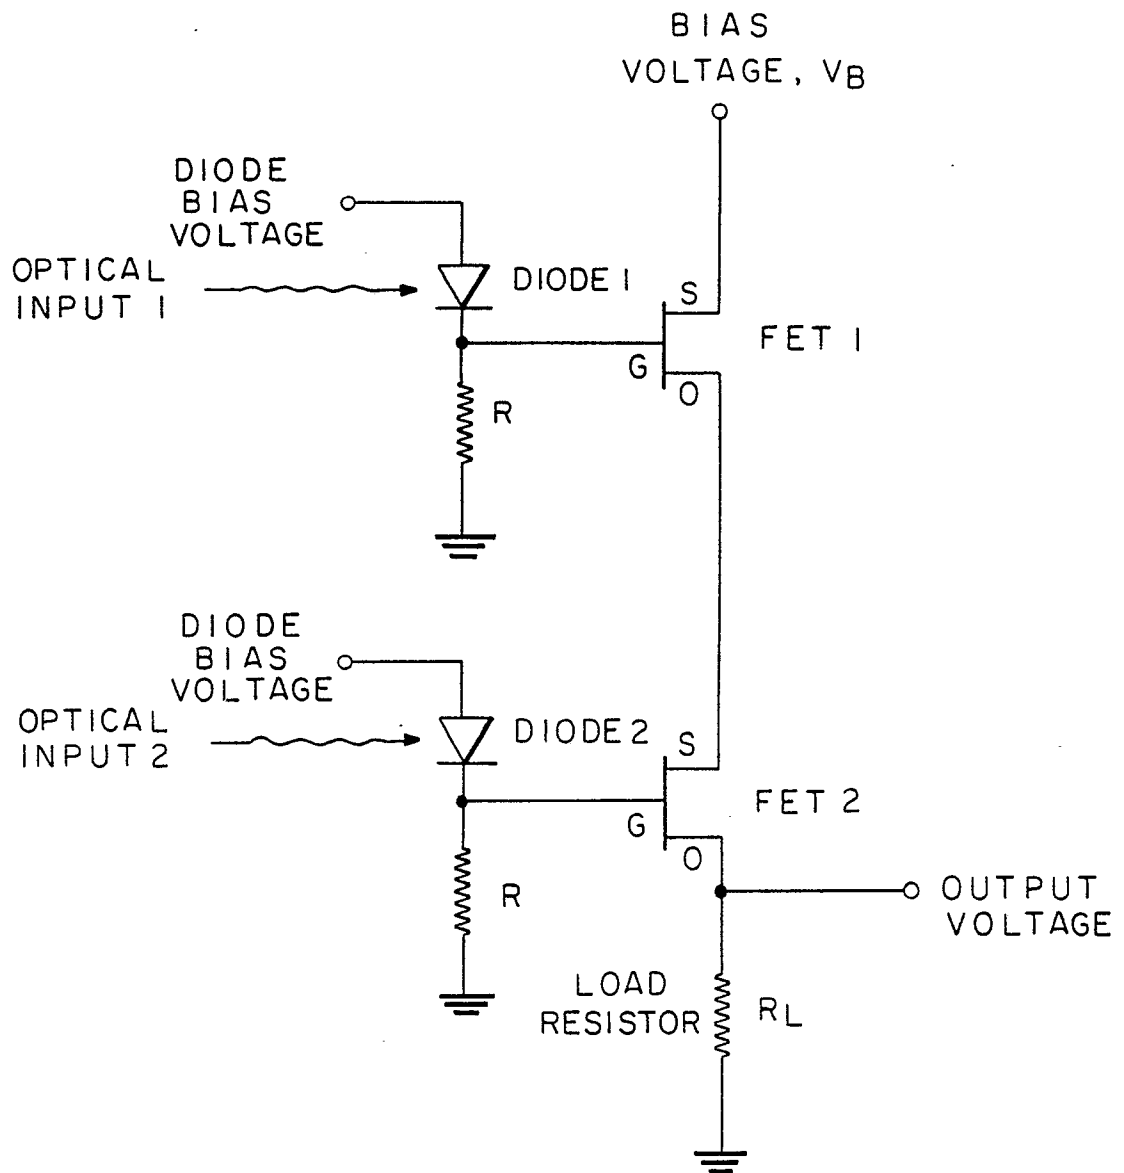 BIAS
VOLTAGE, VB
DIODE
BIAS
VOLTAGE
OPTICAL
INPUT 1
DIODE 1
S
FET 1
G
O
R
DIODE
BIAS
VOLTAGE
OPTICAL
INPUT 2
DIODE 2
S
FET 2
G
O
R
OUTPUT
VOLTAGE
LOAD
RESISTOR
RL